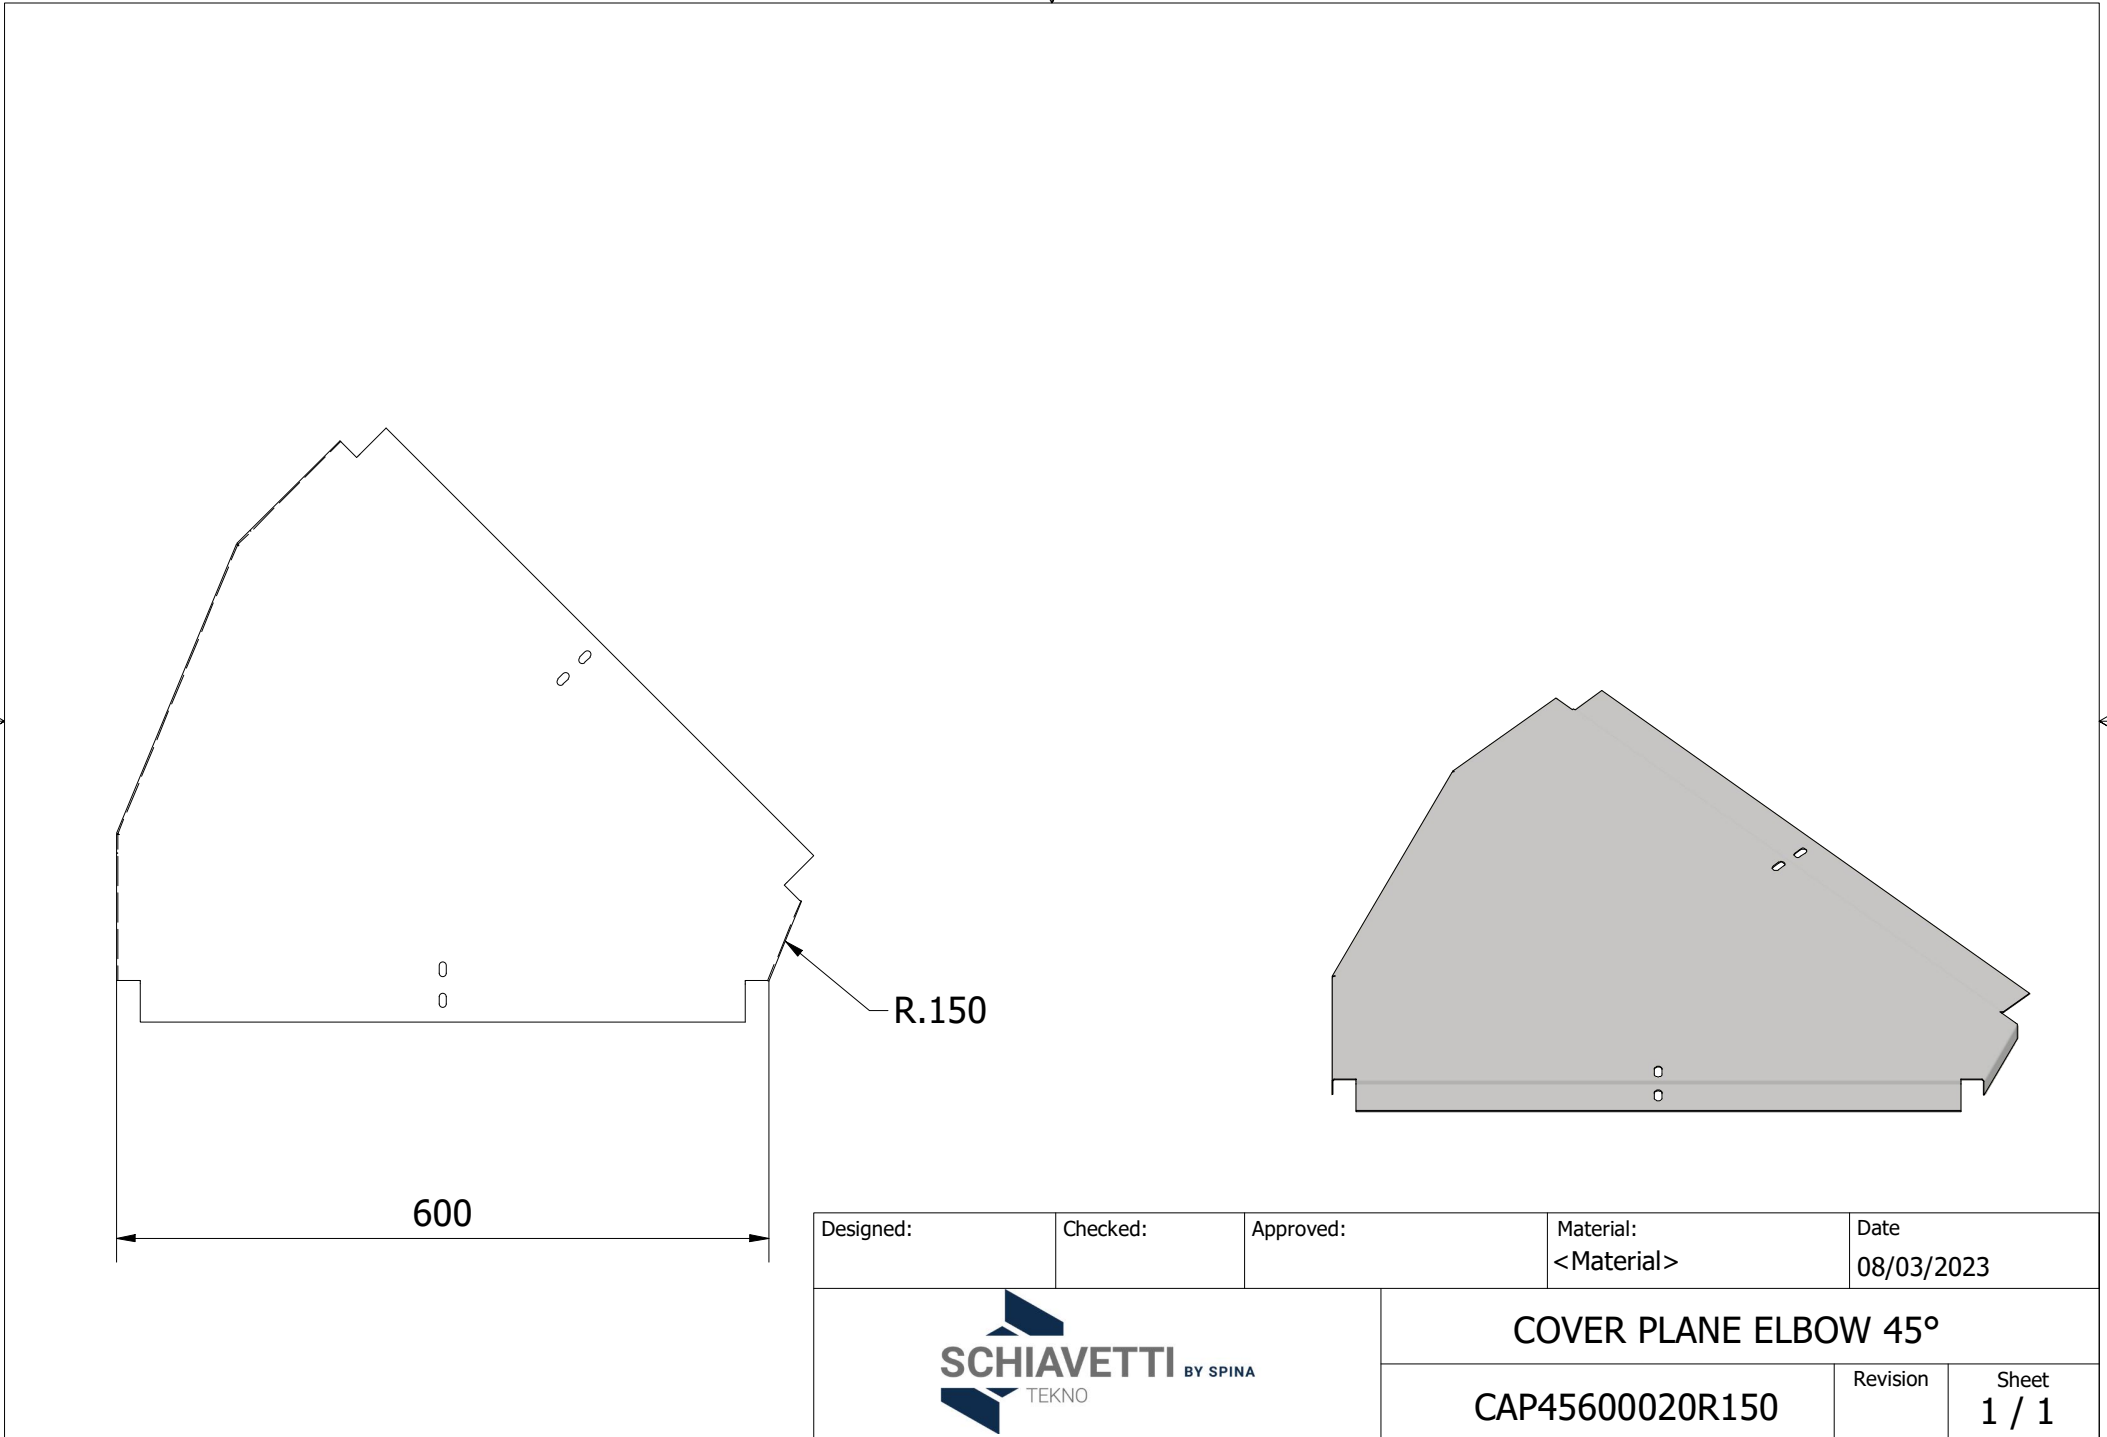 R.150
600
Designed:
Checked:
Approved:
Material:
<Material>
Date
08/03/2023
SCHIAVETTI BY SPINA
TEKNO
COVER PLANE ELBOW 45°
CAP45600020R150
Revision
Sheet
1 / 1